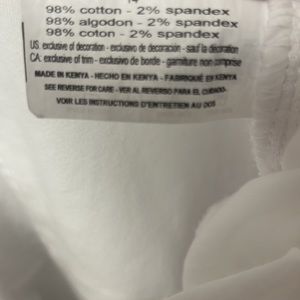 14
98% cotton - 2% spandex
98% algodon - 2% spandex
98% coton - 2% spandex
US: exclusive of decoration - exclusivo de decoración - sauf la décoration
CA: exclusive of trim - exclusivo de borde - garniture non comprise
MADE IN KENYA - HECHO EN KENYA - FABRIQUÉ EN KENYA
SEE REVERSE FOR CARE - VER AL REVERSO PARA EL CUIDADO.
VOIR LES INSTRUCTIONS D'ENTRETIEN AU DOS